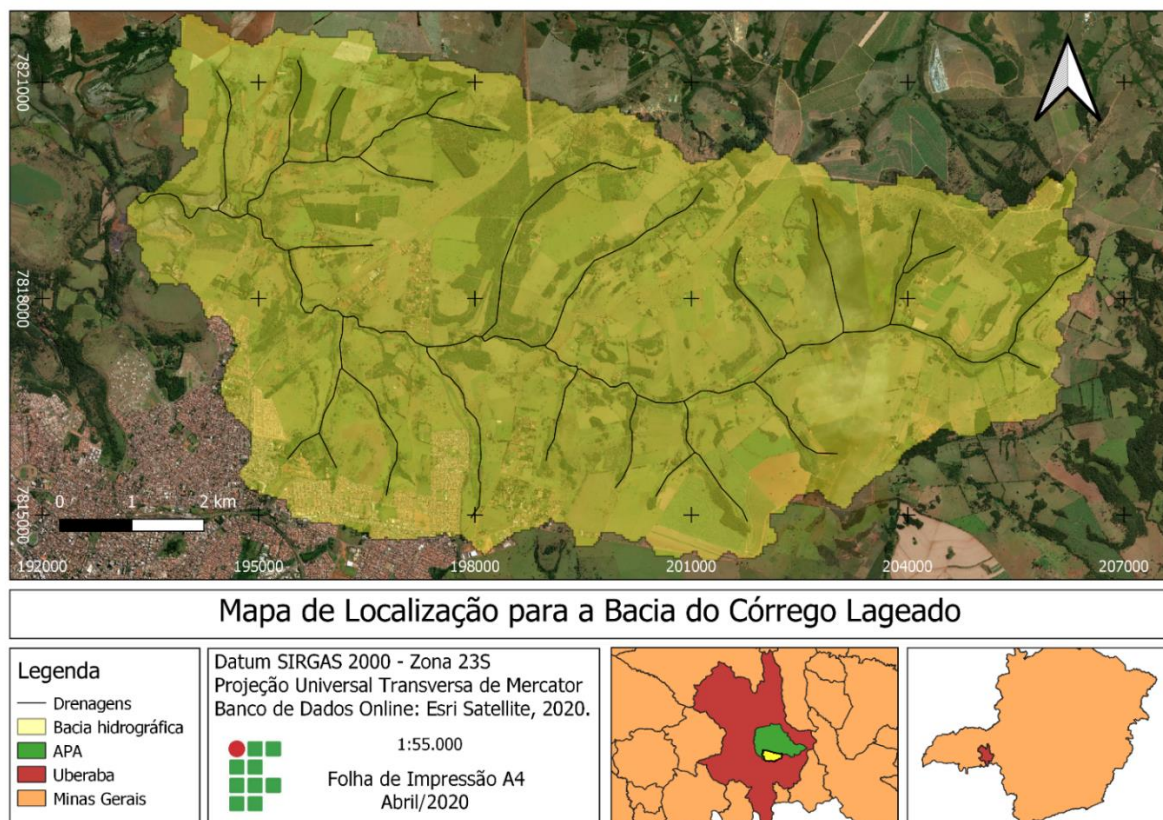 7821000
7818000
7815000
0 1 2 km
192000 195000 198000 201000 204000 207000
Mapa de Localização para a Bacia do Córrego Lageado
Legenda
Drenagens
Bacia hidrográfica
APA
Uberaba
Minas Gerais
Datum SIRGAS 2000 - Zona 23S
Projeção Universal Transversa de Mercator
Banco de Dados Online: Esri Satellite, 2020.
1:55.000
Folha de Impressão A4
Abril/2020